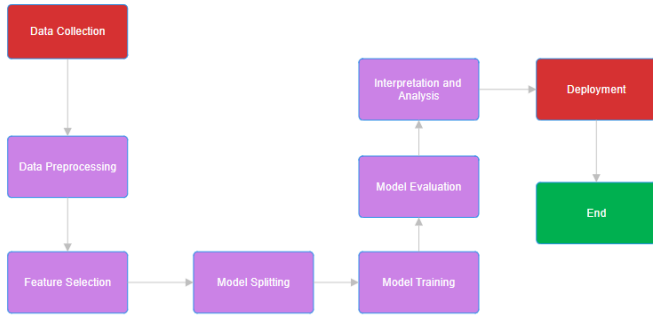 Data Collection
Data Preprocessing
Feature Selection
Model Splitting
Model Training
Model Evaluation
Interpretation and
Analysis
Deployment
End